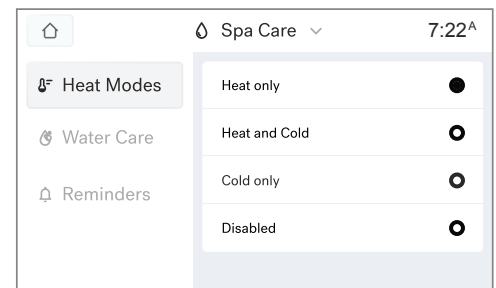 Spa Care
7:22A
Heat Modes
Water Care
Reminders
Heat only
Heat and Cold
Cold only
Disabled